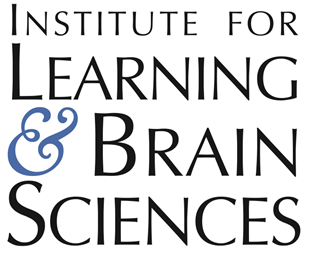 INSTITUTE FOR
LEARNING
& BRAIN
SCIENCES